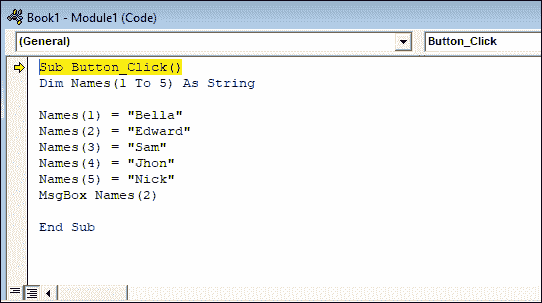 Book1 - Module1 (Code)
(General) Button_Click
Sub Button_Click()
Dim Names(1 To 5) As String
Names(1) = "Bella"
Names(2) = "Edward"
Names(3) = "Sam"
Names(4) = "Jhon"
Names(5) = "Nick"
MsgBox Names(2)
End Sub